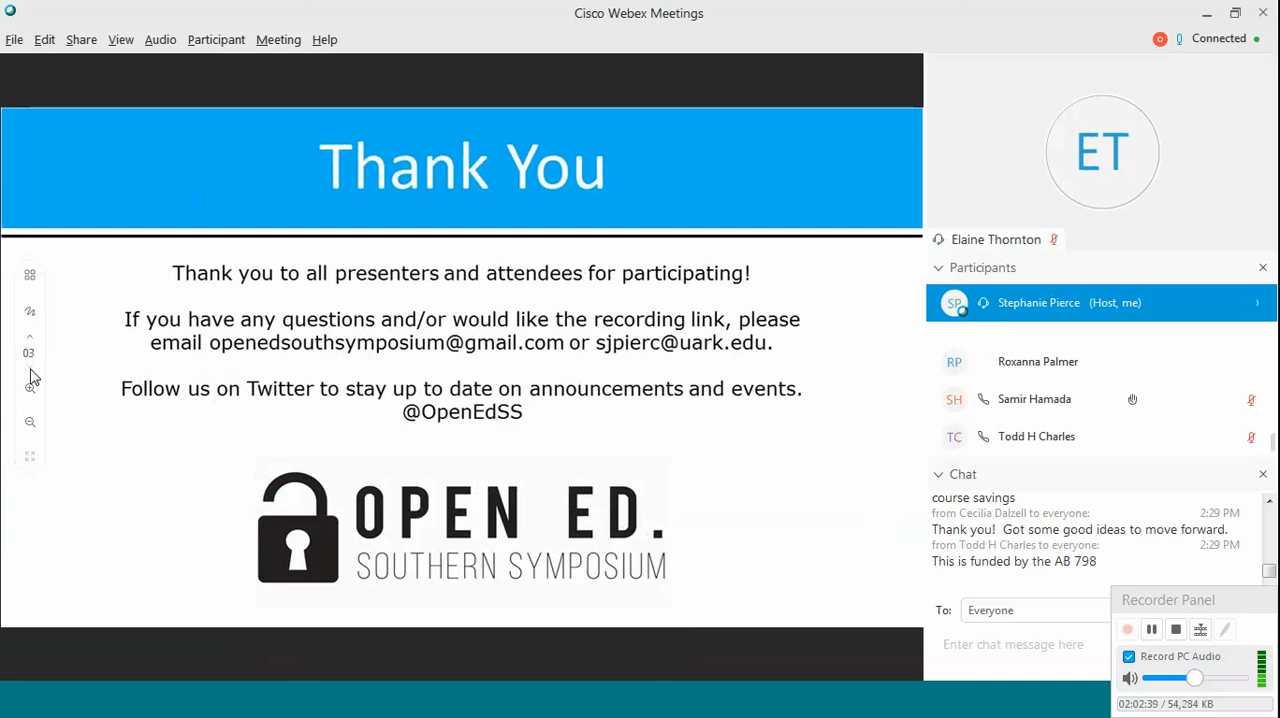 Cisco Webex Meetings
File Edit Share View Audio Participant Meeting Help
Connected
Thank You
Thank you to all presenters and attendees for participating!
If you have any questions and/or would like the recording link, please
email openedsouthsymposium@gmail.com or sjpierc@uark.edu.
Follow us on Twitter to stay up to date on announcements and events.
@OpenEdSS
OPEN ED.
SOUTHERN SYMPOSIUM
03
ET
Elaine Thornton
Participants
SP Stephanie Pierce (Host, me)
RP Roxanna Palmer
SH Samir Hamada
TC Todd H Charles
Chat
course savings
from Cecilia Dalzell to everyone: 2:29 PM
Thank you! Got some good ideas to move forward.
from Todd H Charles to everyone: 2:29 PM
This is funded by the AB 798
To: Everyone
Enter chat message here
Recorder Panel
Record PC Audio
02:02:39 / 54,284 KB